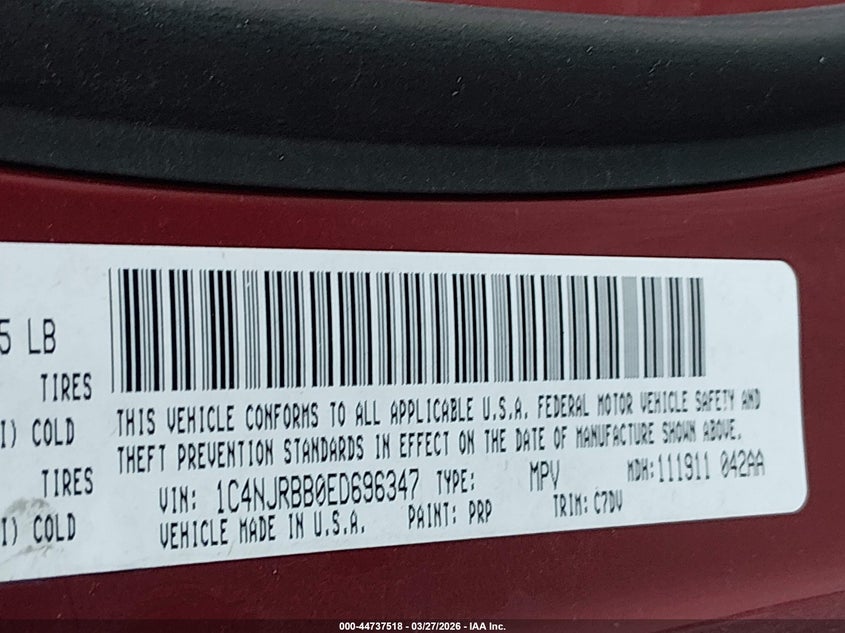 5 LB
TIRES
I) COLD
TIRES
I) COLD
THIS VEHICLE CONFORMS TO ALL APPLICABLE U.S.A. FEDERAL MOTOR VEHICLE SAFETY AND
THEFT PREVENTION STANDARDS IN EFFECT ON THE DATE OF MANUFACTURE SHOWN ABOVE.
VIN: 1C4NJRBB0ED696347 TYPE: MPV MDH:111911 042AA
VEHICLE MADE IN U.S.A. PAINT: PRP TRIM: C7DV
000-44737518 — 03/27/2026 — IAA Inc.